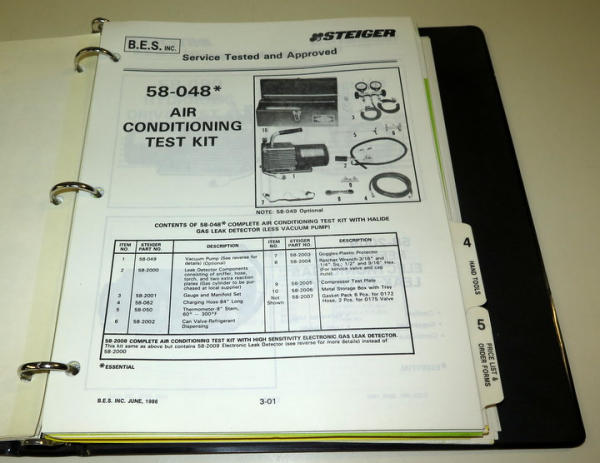 B.E.S. INC.
STEIGER
Service Tested and Approved
58-048*
AIR
CONDITIONING
TEST KIT
NOTE: 58-049 Optional
CONTENTS OF 58-048* COMPLETE AIR CONDITIONING TEST KIT WITH HALIDE
GAS LEAK DETECTOR (LESS VACUUM PUMP)
ITEM NO. STEIGER PART NO. DESCRIPTION
1 58-049 Vacuum Pump (See reverse for
details) (Optional)
2 58-2000 Leak Detector Components
consisting of sniffer, hose,
torch, and two extra reaction
plates (Gas cylinder to be pur-
chased at local supplier)
3 58-2001 Gauge and Manifold Set
4 58-062 Charging Hose-84" Long
5 58-050 Thermometer-8" Stem,
60° - 300°F
6 58-2002 Can Valve-Refrigerant
Dispensing
ITEM NO. STEIGER PART NO. DESCRIPTION
7 58-2003 Goggles-Plastic Protector
8 58-2004 Ratchet Wrench-3/16" and
1/4" Sq.; 1/2" and 9/16" Hex.
(For service valve and cap
nuts)
9 58-2005 Compressor Test Plate
10 58-2006 Metal Storage Box with Tray
Not Shown 58-2007 Gasket Pack 6 Pcs. for 0172
Hose, 2 Pcs. for 0175 Valve
58-2008 COMPLETE AIR CONDITIONING TEST KIT WITH HIGH SENSITIVITY ELECTRONIC GAS LEAK DETECTOR.
This kit same as above but contains 58-2009 Electronic Leak Detector (see reverse for more details) instead of
58-2000
*ESSENTIAL
B.E.S. INC. JUNE, 1986
3-01
4
HAND TOOLS
5
PRICE LIST &
ORDER FORMS